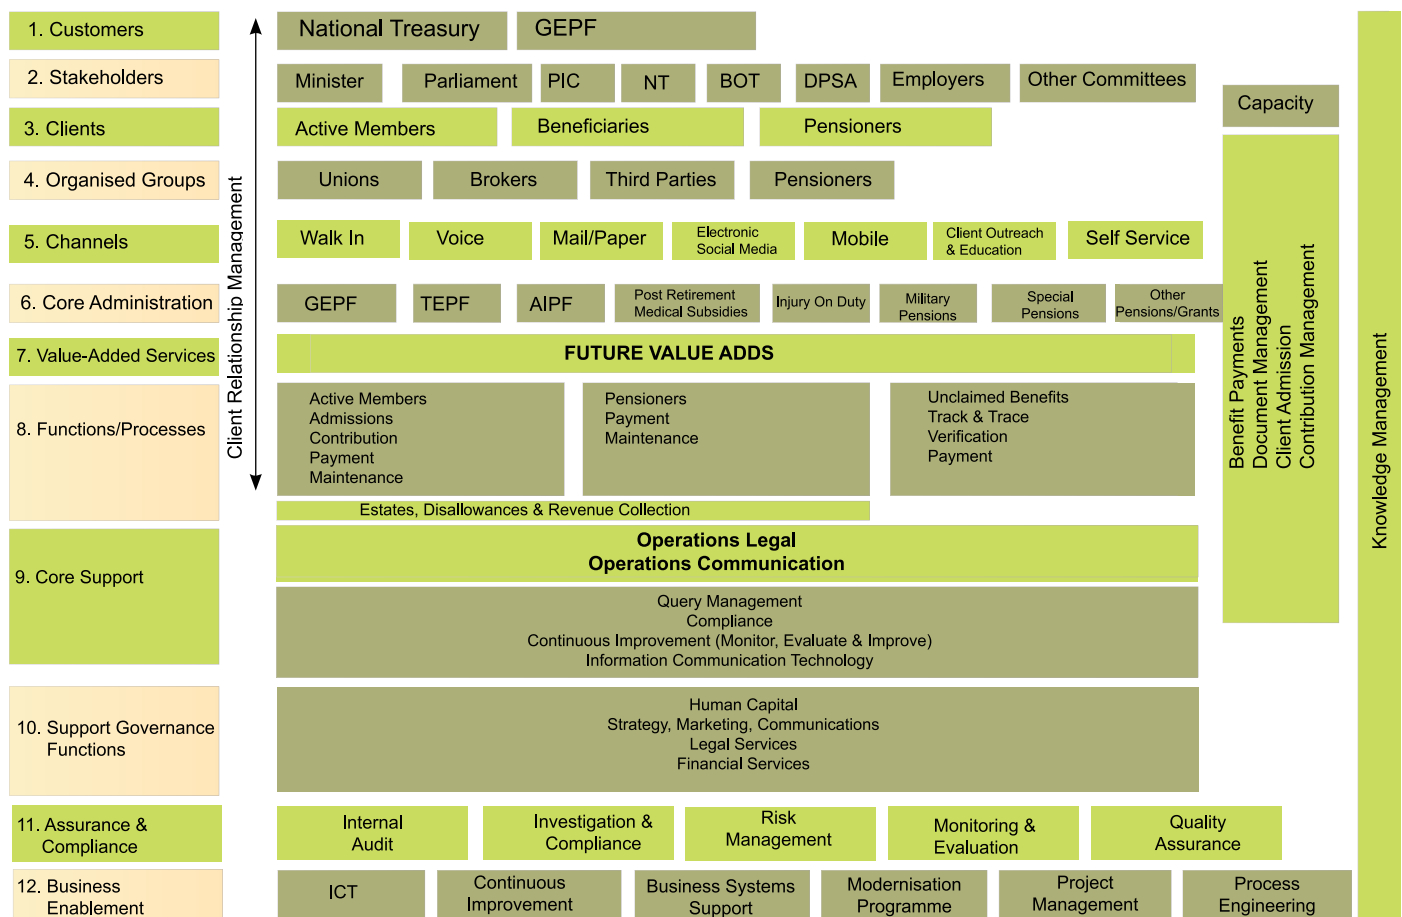 1. Customers
National Treasury
GEPF
2. Stakeholders
Minister
Parliament
PIC
NT
BOT
DPSA
Employers
Other Committees
Capacity
3. Clients
Active Members
Beneficiaries
Pensioners
4. Organised Groups
Unions
Brokers
Third Parties
Pensioners
5. Channels
Walk In
Voice
Mail/Paper
Electronic
Social Media
Mobile
Client Outreach
& Education
Self Service
6. Core Administration
GEPF
TEPF
AIPF
Post Retirement
Medical Subsidies
Injury On Duty
Military
Pensions
Special
Pensions
Other
Pensions/Grants
7. Value-Added Services
FUTURE VALUE ADDS
8. Functions/Processes
Active Members
Admissions
Contribution
Payment
Maintenance
Pensioners
Payment
Maintenance
Unclaimed Benefits
Track & Trace
Verification
Payment
Estates, Disallowances & Revenue Collection
Client Relationship Management
Benefit Payments
Document Management
Client Admission
Contribution Management
Knowledge Management
9. Core Support
Operations Legal
Operations Communication
Query Management
Compliance
Continuous Improvement (Monitor, Evaluate & Improve)
Information Communication Technology
10. Support Governance
Functions
Human Capital
Strategy, Marketing, Communications
Legal Services
Financial Services
11. Assurance &
Compliance
Internal
Audit
Investigation &
Compliance
Risk
Management
Monitoring &
Evaluation
Quality
Assurance
12. Business
Enablement
ICT
Continuous
Improvement
Business Systems
Support
Modernisation
Programme
Project
Management
Process
Engineering